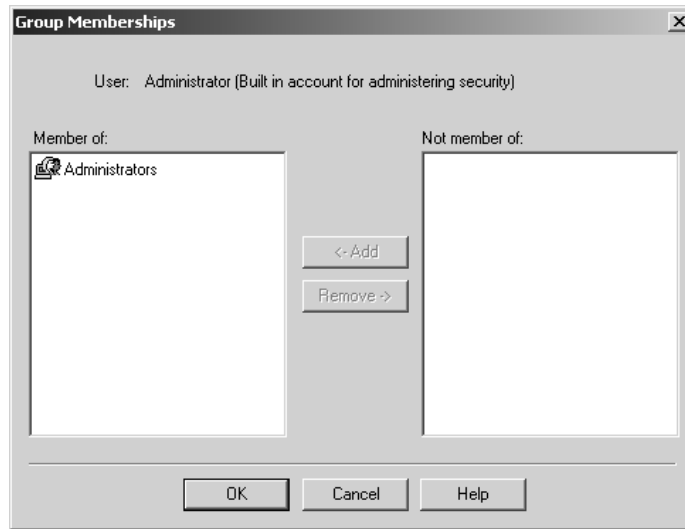 Group Memberships
User: Administrator (Built in account for administering security)
Member of:
Not member of:
Administrators
<- Add
Remove ->
OK
Cancel
Help